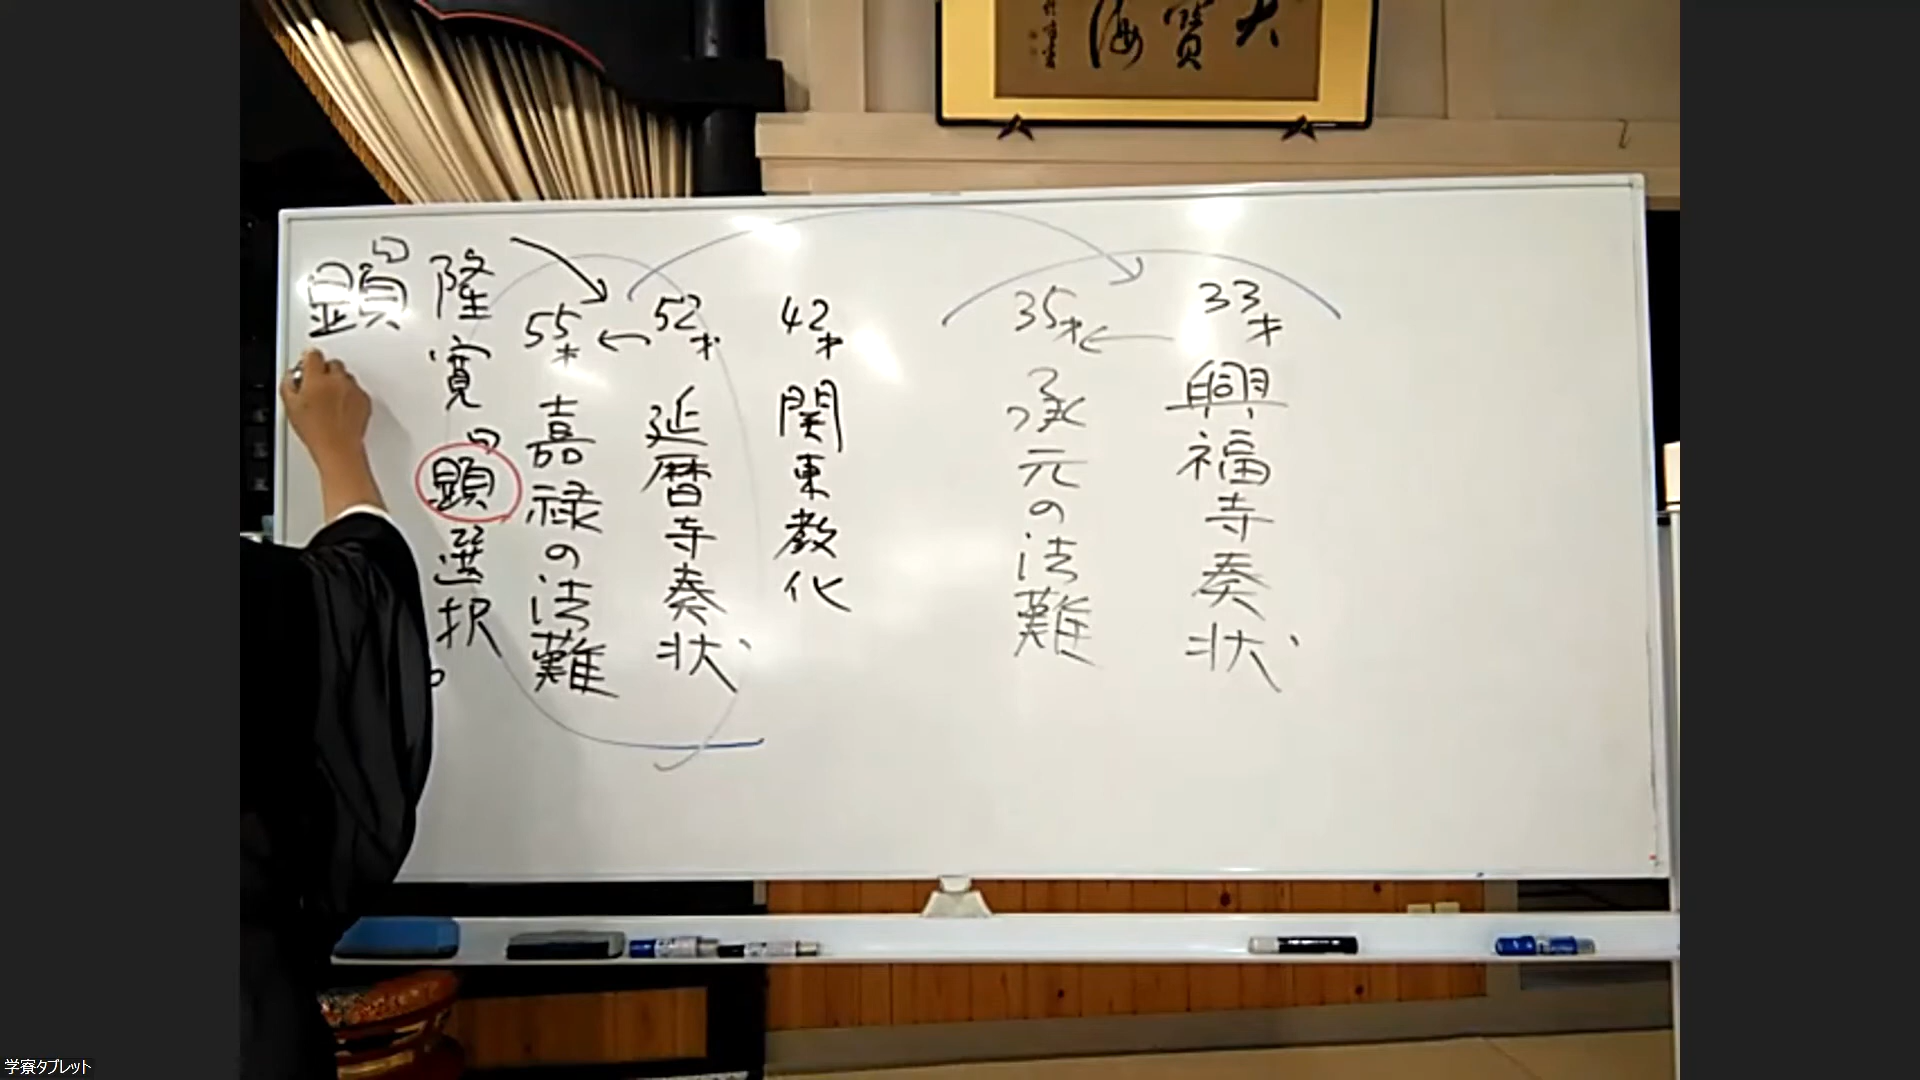 大寳海
33才 興福寺奏状
35才 承元の法難
42才 関東教化
52才 延暦寺奏状
55才 嘉禄の法難
隆寛『顕選択』
『顕
学寮タブレット